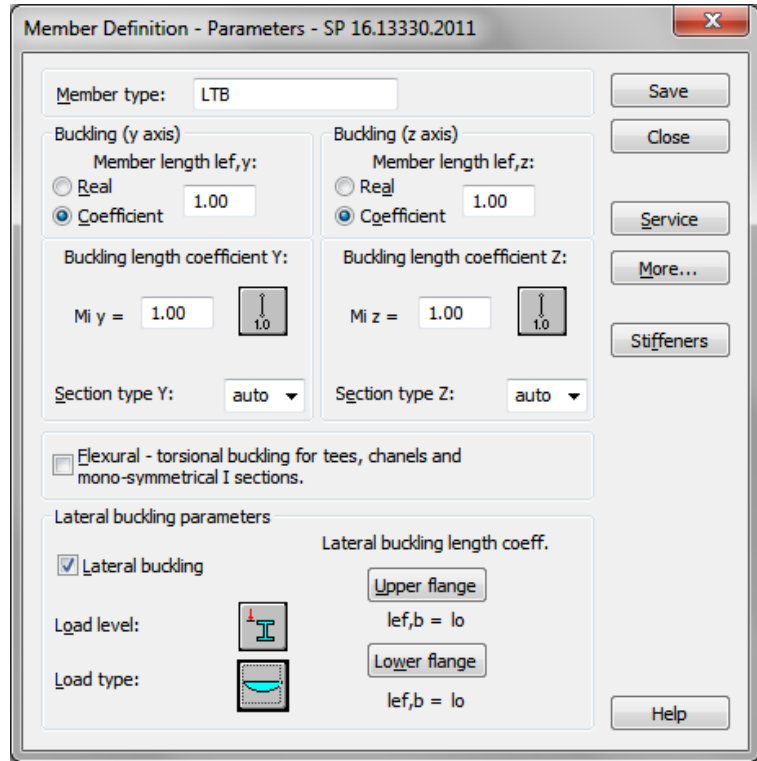 Member Definition - Parameters - SP 16.13330.2011
X
Member type: LTB
Save
Close
Buckling (y axis)
Member length lef,y:
Real
Coefficient
1.00
Buckling (z axis)
Member length lef,z:
Real
Coefficient
1.00
Service
More...
Stiffeners
Buckling length coefficient Y:
Mi y = 1.00
1.0
Section type Y: auto
Buckling length coefficient Z:
Mi z = 1.00
1.0
Section type Z: auto
Flexural - torsional buckling for tees, chanels and
mono-symmetrical I sections.
Lateral buckling parameters
Lateral buckling
Load level:
Load type:
Lateral buckling length coeff.
Upper flange
lef,b = lo
Lower flange
lef,b = lo
Help